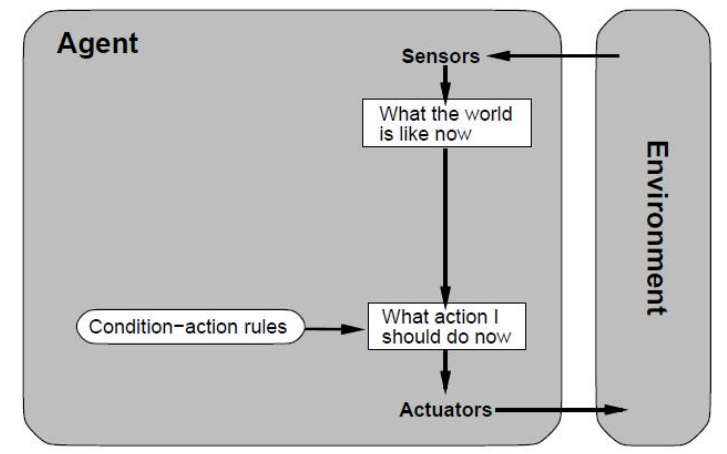 Agent
Sensors
What the world
is like now
Environment
Condition−action rules
What action I
should do now
Actuators